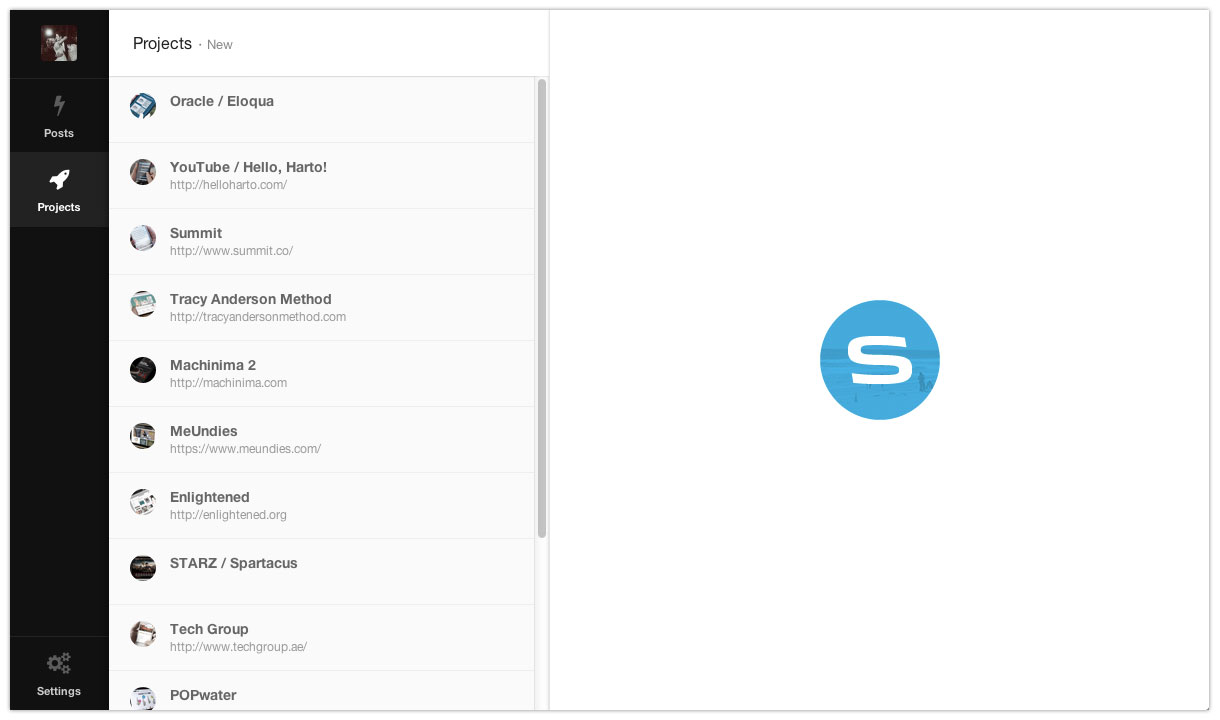 Projects · New
Posts
Projects
Settings
Oracle / Eloqua
YouTube / Hello, Harto!
http://helloharto.com/
Summit
http://www.summit.co/
Tracy Anderson Method
http://tracyandersonmethod.com
Machinima 2
http://machinima.com
MeUndies
https://www.meundies.com/
Enlightened
http://enlightened.org
STARZ / Spartacus
Tech Group
http://www.techgroup.ae/
POPwater
S